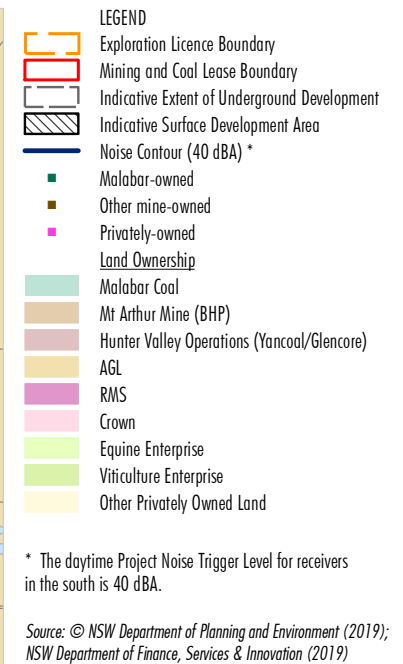 LEGEND
Exploration Licence Boundary
Mining and Coal Lease Boundary
Indicative Extent of Underground Development
Indicative Surface Development Area
Noise Contour (40 dBA) *
Malabar-owned
Other mine-owned
Privately-owned
Land Ownership
Malabar Coal
Mt Arthur Mine (BHP)
Hunter Valley Operations (Yancoal/Glencore)
AGL
RMS
Crown
Equine Enterprise
Viticulture Enterprise
Other Privately Owned Land
* The daytime Project Noise Trigger Level for receivers
in the south is 40 dBA.
Source: © NSW Department of Planning and Environment (2019);
NSW Department of Finance, Services & Innovation (2019)